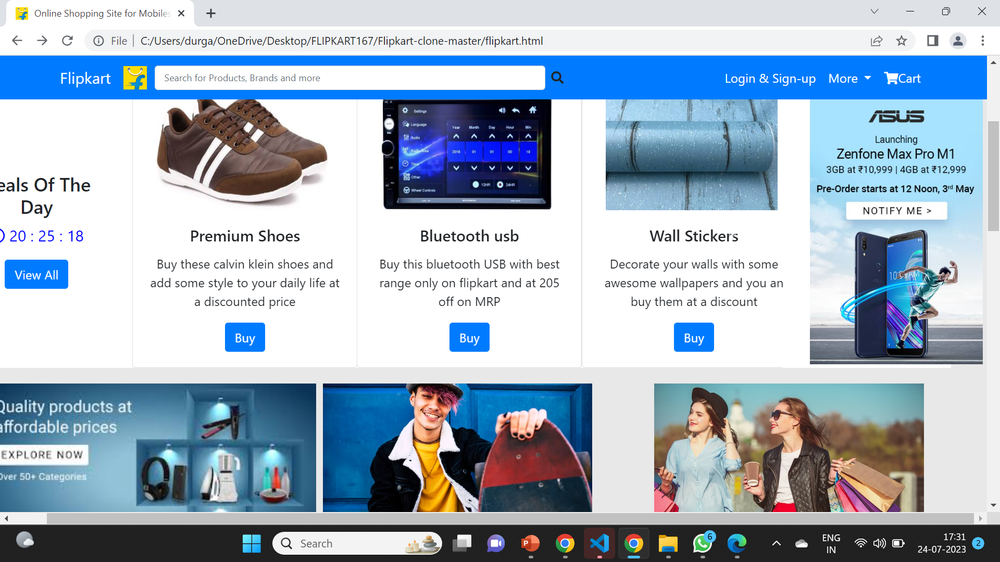 Online Shopping Site for Mobiles
File
C:/Users/durga/OneDrive/Desktop/FLIPKART167/Flipkart-clone-master/flipkart.html
Flipkart
Search for Products, Brands and more
Login & Sign-up
More
Cart
eals Of The
Day
20 : 25 : 18
View All
Settings
Language
Audio
Radio Area
Time
Other
Wheel Controls
Year Month Day Hour Min
2016 01 01 00 18
12HR 24HR
Premium Shoes
Buy these calvin klein shoes and
add some style to your daily life at
a discounted price
Buy
Bluetooth usb
Buy this bluetooth USB with best
range only on flipkart and at 205
off on MRP
Buy
Wall Stickers
Decorate your walls with some
awesome wallpapers and you an
buy them at a discount
Buy
ASUS
Launching
Zenfone Max Pro M1
3GB at ₹10,999 | 4GB at ₹12,999
Pre-Order starts at 12 Noon, 3rd May
NOTIFY ME >
Quality products at
affordable prices
EXPLORE NOW
Over 50+ Categories
Search
6
ENG
IN
17:31
24-07-2023
2